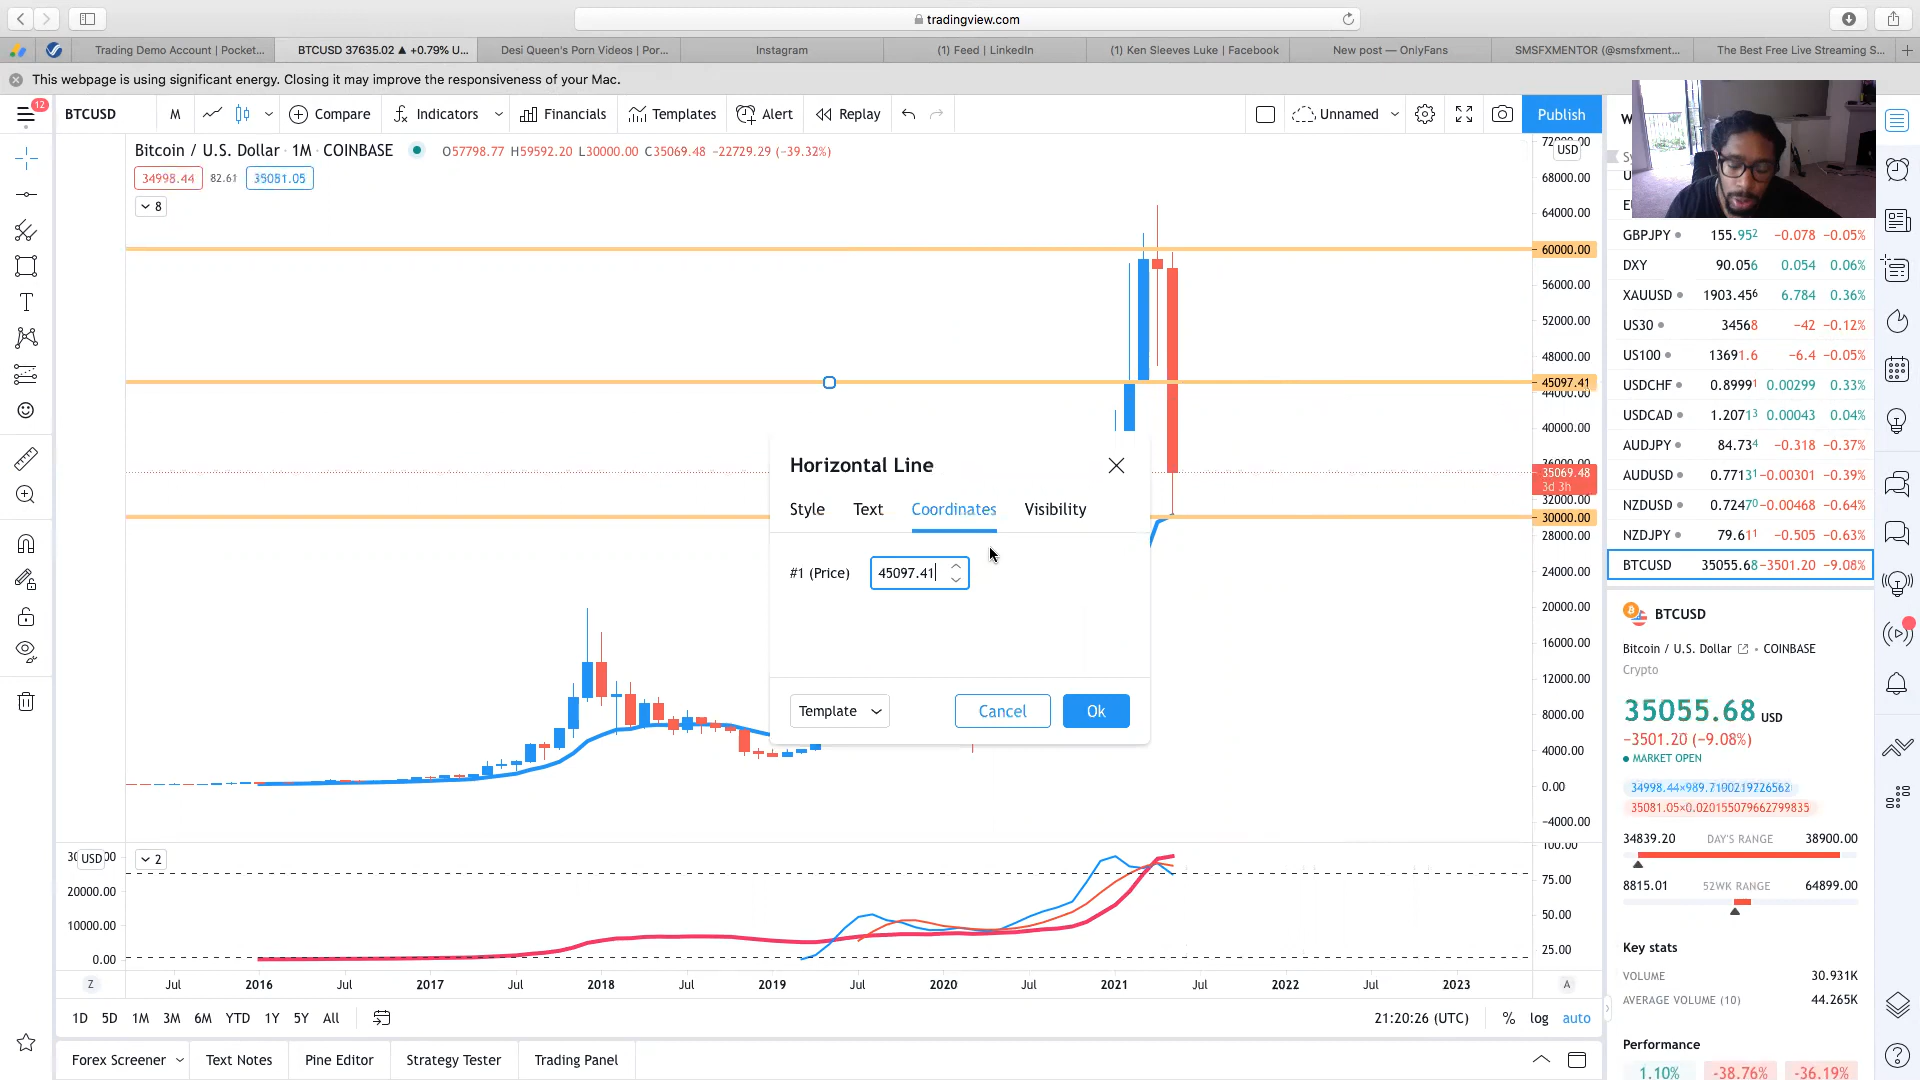 tradingview.com
Trading Demo Account | Pocket...
BTCUSD 37635.02 ▲ +0.79% U...
Desi Queen's Porn Videos | Por...
Instagram
(1) Feed | LinkedIn
(1) Ken Sleeves Luke | Facebook
New post — OnlyFans
SMSFXMENTOR (@smsfxment...
The Best Free Live Streaming S...
This webpage is using significant energy. Closing it may improve the responsiveness of your Mac.
12
BTCUSD
M
Compare
Indicators
Financials
Templates
Alert
Replay
Unnamed
Publish
Bitcoin / U.S. Dollar · 1M · COINBASE
O57798.77 H59592.20 L30000.00 C35069.48 −22729.29 (−39.32%)
34998.44
82.61
35081.05
8
USD
68000.00
64000.00
60000.00
56000.00
52000.00
48000.00
45097.41
44000.00
40000.00
36000.00
35069.48
3d 3h
32000.00
30000.00
28000.00
24000.00
20000.00
16000.00
12000.00
8000.00
4000.00
0.00
−4000.00
Horizontal Line
Style
Text
Coordinates
Visibility
#1 (Price)
45097.41
Template
Cancel
Ok
USD
2
20000.00
10000.00
0.00
100.00
75.00
50.00
25.00
Z
Jul
2016
Jul
2017
Jul
2018
Jul
2019
Jul
2020
Jul
2021
Jul
2022
Jul
2023
A
1D 5D 1M 3M 6M YTD 1Y 5Y All
21:20:26 (UTC)
%
log
auto
Forex Screener
Text Notes
Pine Editor
Strategy Tester
Trading Panel
GBPJPY 155.952 −0.078 −0.05%
DXY 90.056 0.054 0.06%
XAUUSD 1903.456 6.784 0.36%
US30 34568 −42 −0.12%
US100 13691.6 −6.4 −0.05%
USDCHF 0.89991 0.00299 0.33%
USDCAD 1.20713 0.00043 0.04%
AUDJPY 84.734 −0.318 −0.37%
AUDUSD 0.77131 −0.00301 −0.39%
NZDUSD 0.72470 −0.00468 −0.64%
NZDJPY 79.611 −0.505 −0.63%
BTCUSD 35055.68 −3501.20 −9.08%
BTCUSD
Bitcoin / U.S. Dollar • COINBASE
Crypto
35055.68 USD
−3501.20 (−9.08%)
MARKET OPEN
34998.44×989.7190219726562
35081.05×0.020155079662799835
34839.20 DAY'S RANGE 38900.00
8815.01 52WK RANGE 64899.00
Key stats
VOLUME 30.931K
AVERAGE VOLUME (10) 44.265K
Performance
1.10% -38.76% -36.19%